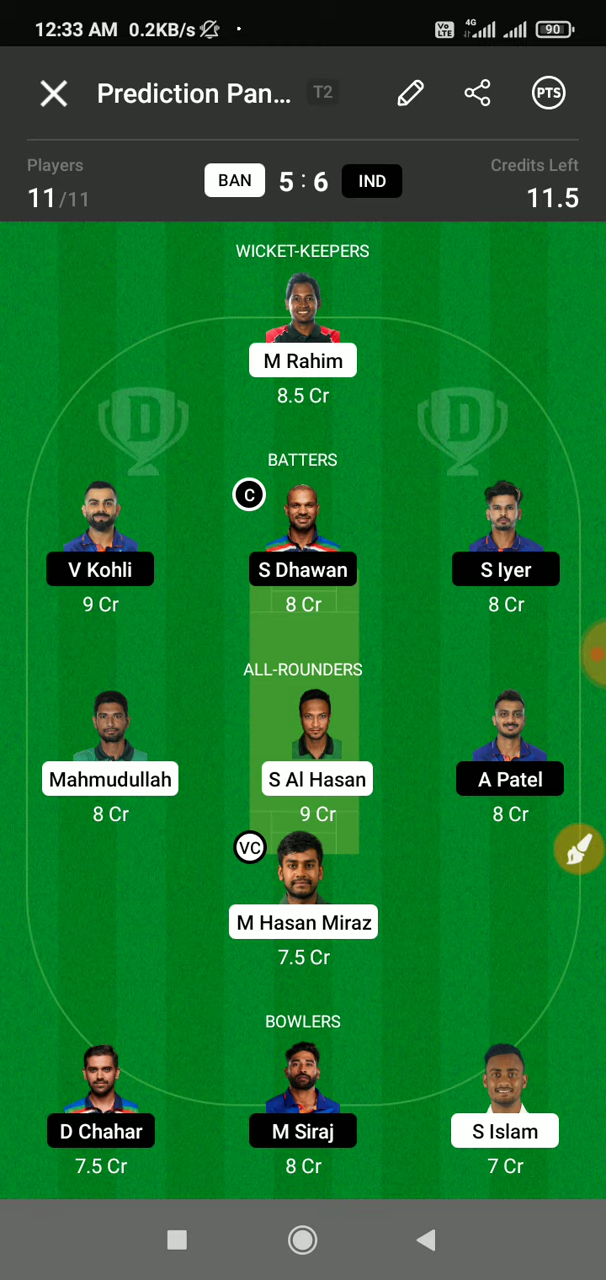 12:33 AM 0.2KB/s
Vo LTE 4G 90
Prediction Pan... T2 PTS
Players BAN 5 : 6 IND Credits Left
11/11 11.5
WICKET-KEEPERS
M Rahim
8.5 Cr
D D
BATTERS
C
V Kohli S Dhawan S Iyer
9 Cr 8 Cr 8 Cr
ALL-ROUNDERS
Mahmudullah S Al Hasan A Patel
8 Cr 9 Cr 8 Cr
VC
M Hasan Miraz
7.5 Cr
BOWLERS
D Chahar M Siraj S Islam
7.5 Cr 8 Cr 7 Cr